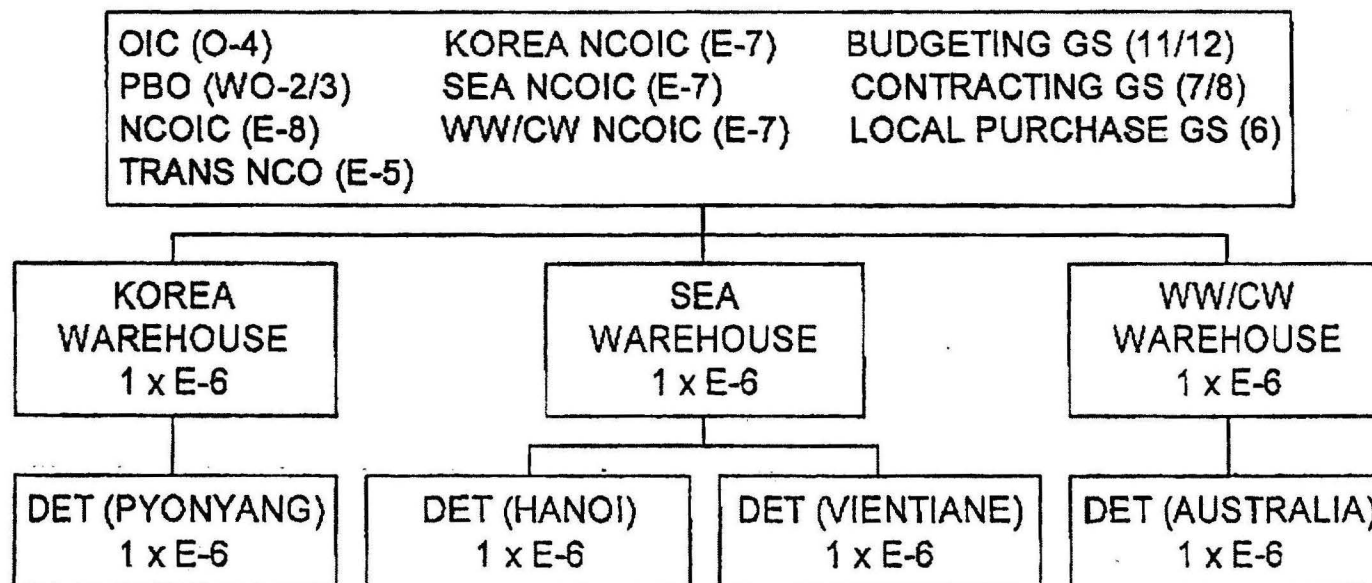 OIC (O-4) KOREA NCOIC (E-7) BUDGETING GS (11/12)
PBO (WO-2/3) SEA NCOIC (E-7) CONTRACTING GS (7/8)
NCOIC (E-8) WW/CW NCOIC (E-7) LOCAL PURCHASE GS (6)
TRANS NCO (E-5)
KOREA
WAREHOUSE
1 x E-6
SEA
WAREHOUSE
1 x E-6
WW/CW
WAREHOUSE
1 x E-6
DET (PYONYANG)
1 x E-6
DET (HANOI)
1 x E-6
DET (VIENTIANE)
1 x E-6
DET (AUSTRALIA)
1 x E-6